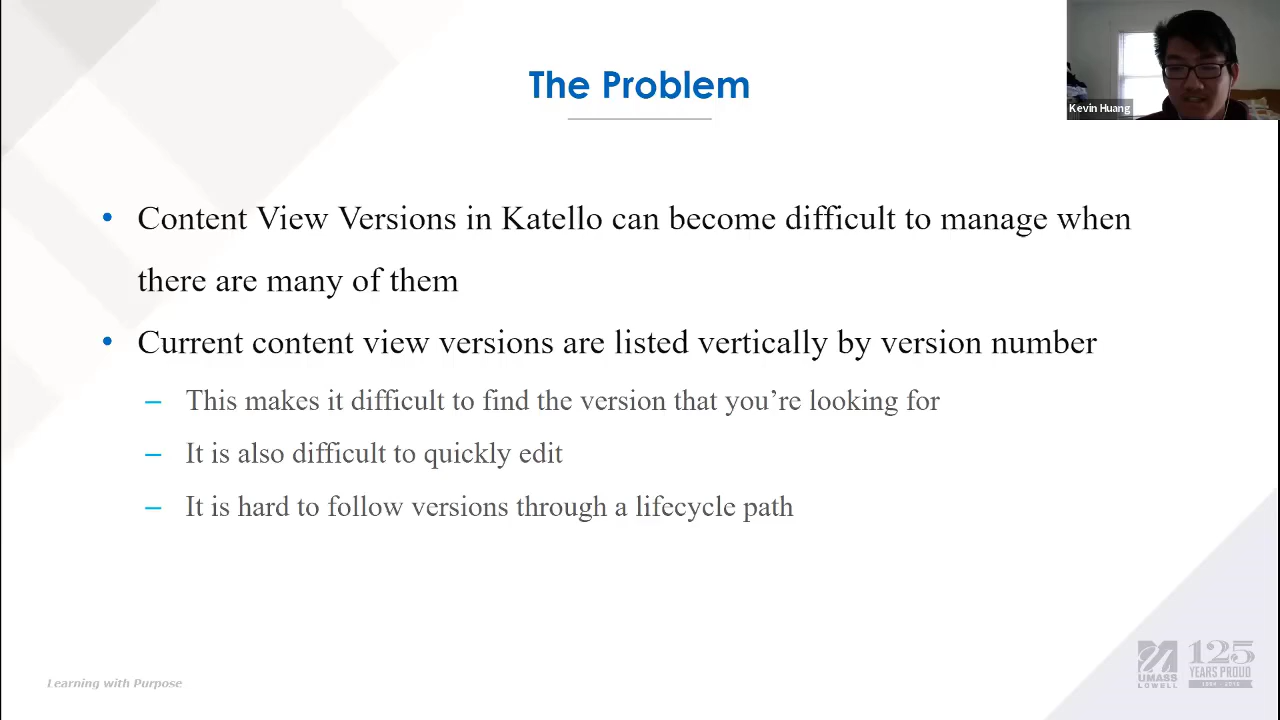 The Problem
Kevin Huang
• Content View Versions in Katello can become difficult to manage when
there are many of them
• Current content view versions are listed vertically by version number
– This makes it difficult to find the version that you’re looking for
– It is also difficult to quickly edit
– It is hard to follow versions through a lifecycle path
Learning with Purpose
UMASS
LOWELL
125
YEARS PROUD